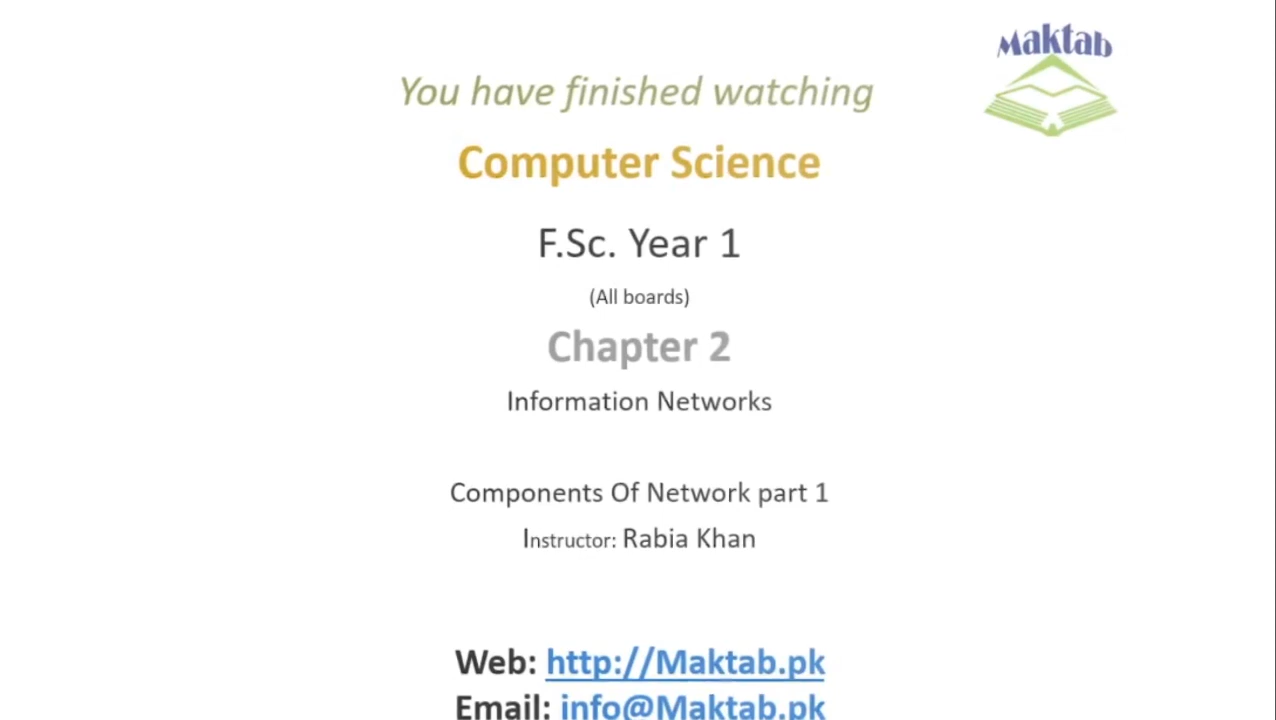 Maktab
You have finished watching
Computer Science
F.Sc. Year 1
(All boards)
Chapter 2
Information Networks
Components Of Network part 1
Instructor: Rabia Khan
Web: http://Maktab.pk
Email: info@Maktab.pk